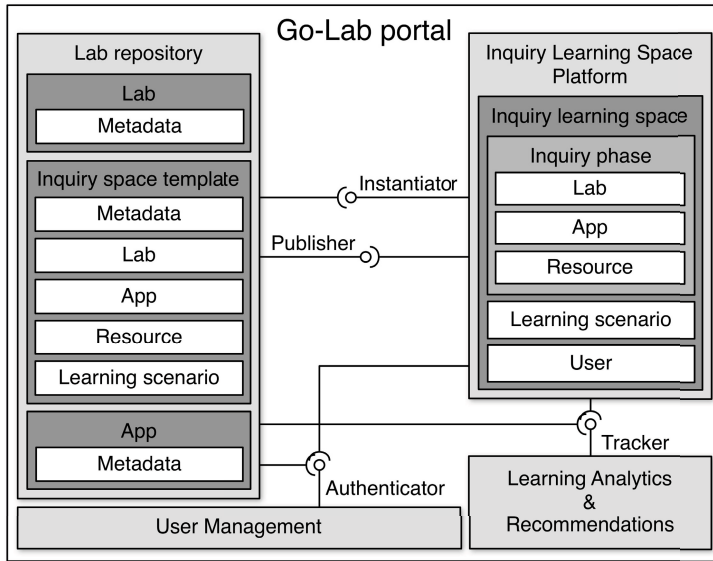 Go-Lab portal
Lab repository
Lab
Metadata
Inquiry space template
Metadata
Lab
App
Resource
Learning scenario
App
Metadata
Instantiator
Publisher
Inquiry Learning Space
Platform
Inquiry learning space
Inquiry phase
Lab
App
Resource
Learning scenario
User
Tracker
Authenticator
User Management
Learning Analytics
&
Recommendations